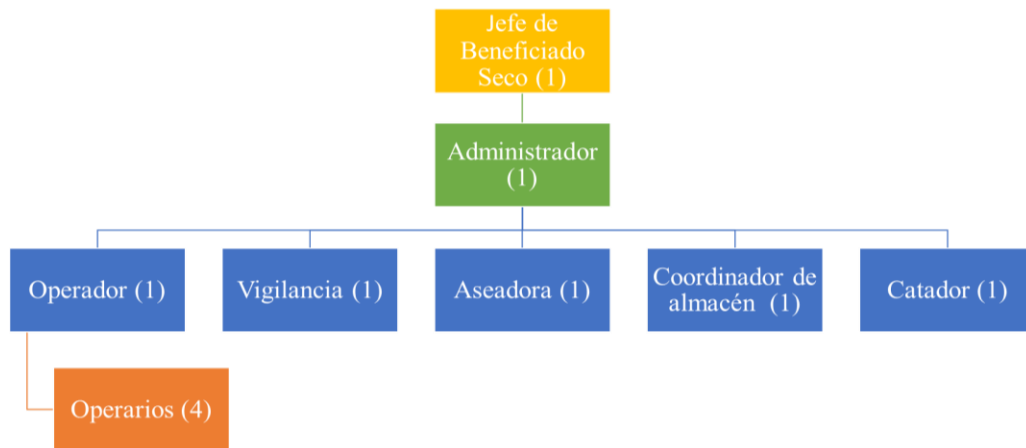 Jefe de
Beneficiado
Seco (1)
Administrador
(1)
Operador (1)
Vigilancia (1)
Aseadora (1)
Coordinador de
almacén (1)
Catador (1)
Operarios (4)